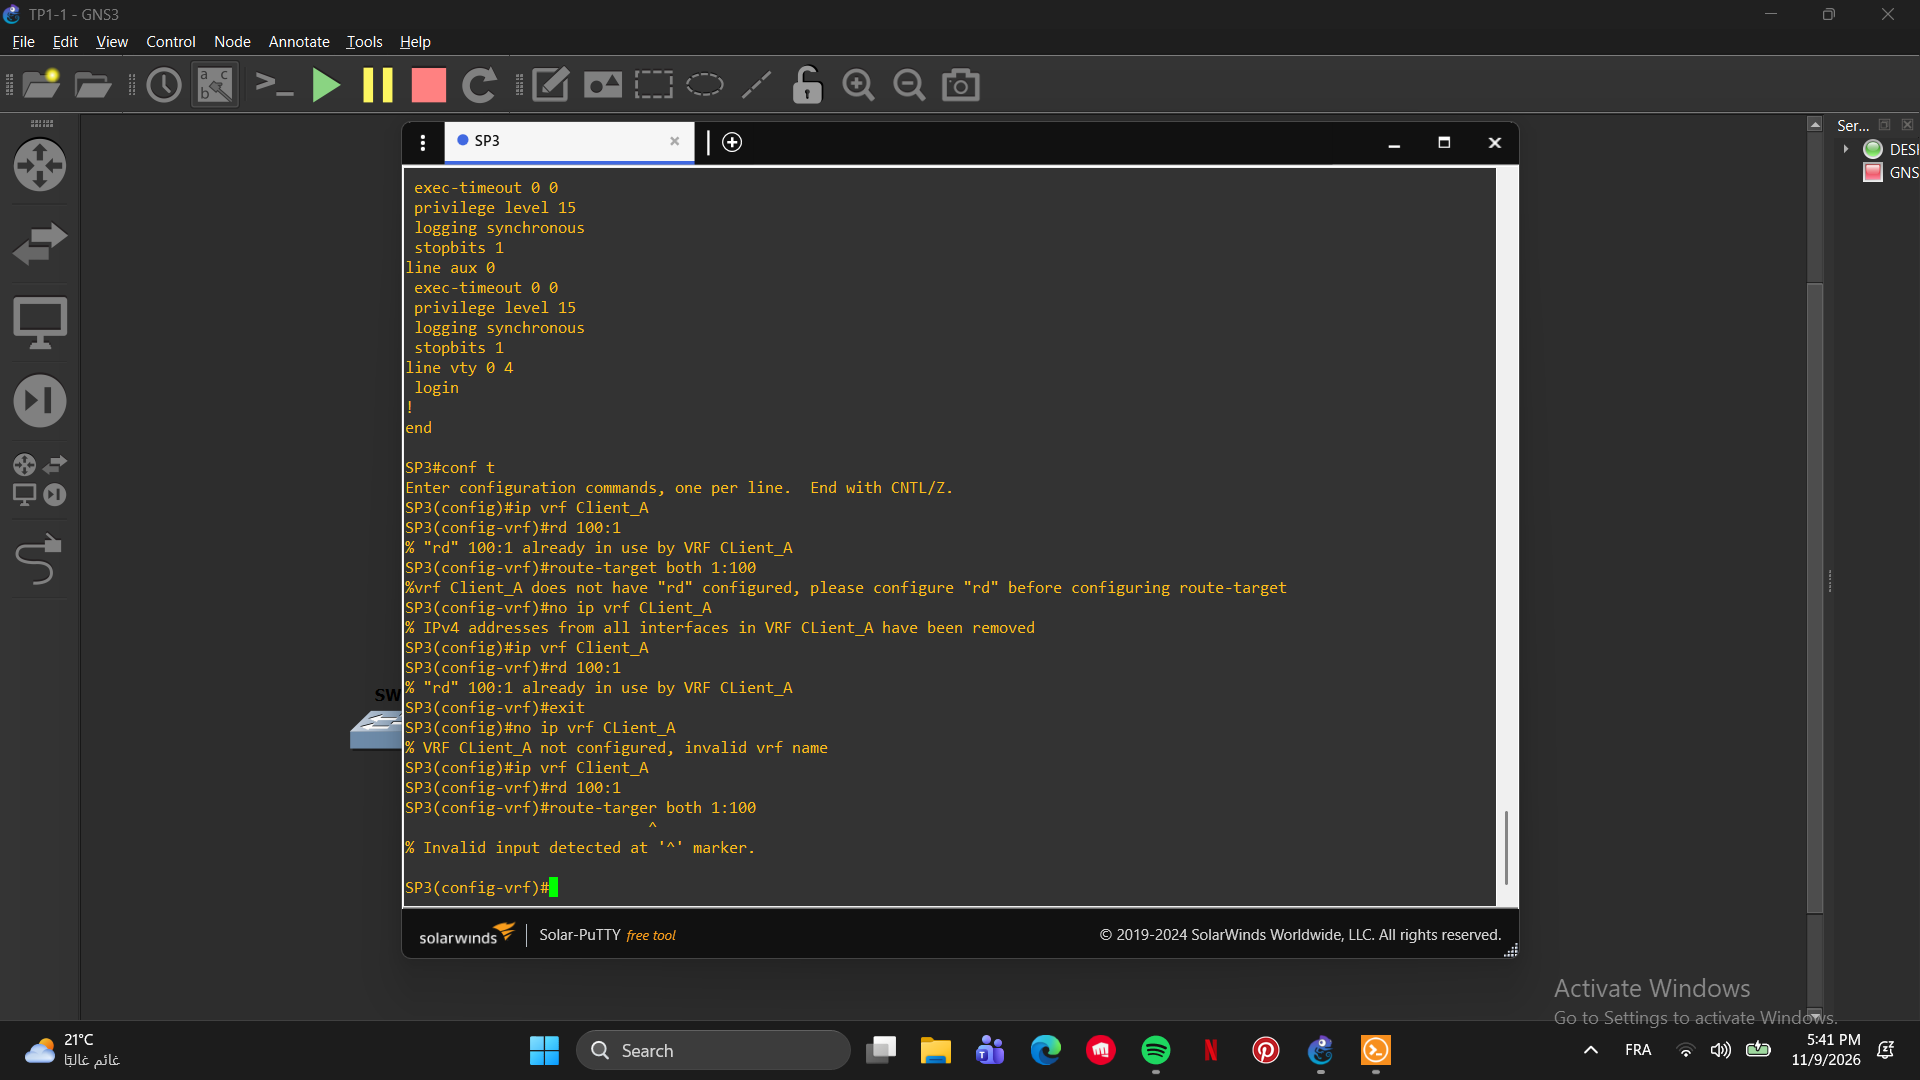 TP1-1 - GNS3
File Edit View Control Node Annotate Tools Help
Ser...
DESH
GNS
SP3
exec-timeout 0 0
privilege level 15
logging synchronous
stopbits 1
line aux 0
exec-timeout 0 0
privilege level 15
logging synchronous
stopbits 1
line vty 0 4
login
!
end
SP3#conf t
Enter configuration commands, one per line.  End with CNTL/Z.
SP3(config)#ip vrf Client_A
SP3(config-vrf)#rd 100:1
% "rd" 100:1 already in use by VRF CLient_A
SP3(config-vrf)#route-target both 1:100
%vrf Client_A does not have "rd" configured, please configure "rd" before configuring route-target
SP3(config-vrf)#no ip vrf CLient_A
% IPv4 addresses from all interfaces in VRF CLient_A have been removed
SP3(config)#ip vrf Client_A
SP3(config-vrf)#rd 100:1
% "rd" 100:1 already in use by VRF CLient_A
SP3(config-vrf)#exit
SP3(config)#no ip vrf CLient_A
% VRF CLient_A not configured, invalid vrf name
SP3(config)#ip vrf Client_A
SP3(config-vrf)#rd 100:1
SP3(config-vrf)#route-targer both 1:100
^
% Invalid input detected at '^' marker.
SP3(config-vrf)#
SW
solarwinds Solar-PuTTY free tool © 2019-2024 SolarWinds Worldwide, LLC. All rights reserved.
Activate Windows
Go to Settings to activate Windows.
21°C
غائم غالبًا
Search
FRA
5:41 PM
11/9/2026